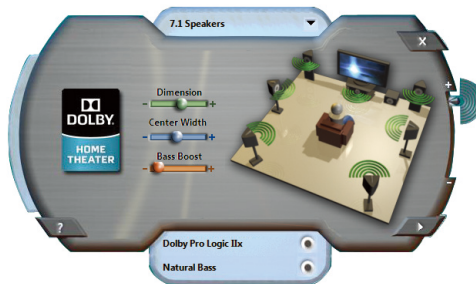 7.1 Speakers
X
Dimension
- +
Center Width
- +
Bass Boost
- +
DOLBY.
HOME
THEATER
+
-
?
Dolby Pro Logic IIx
Natural Bass